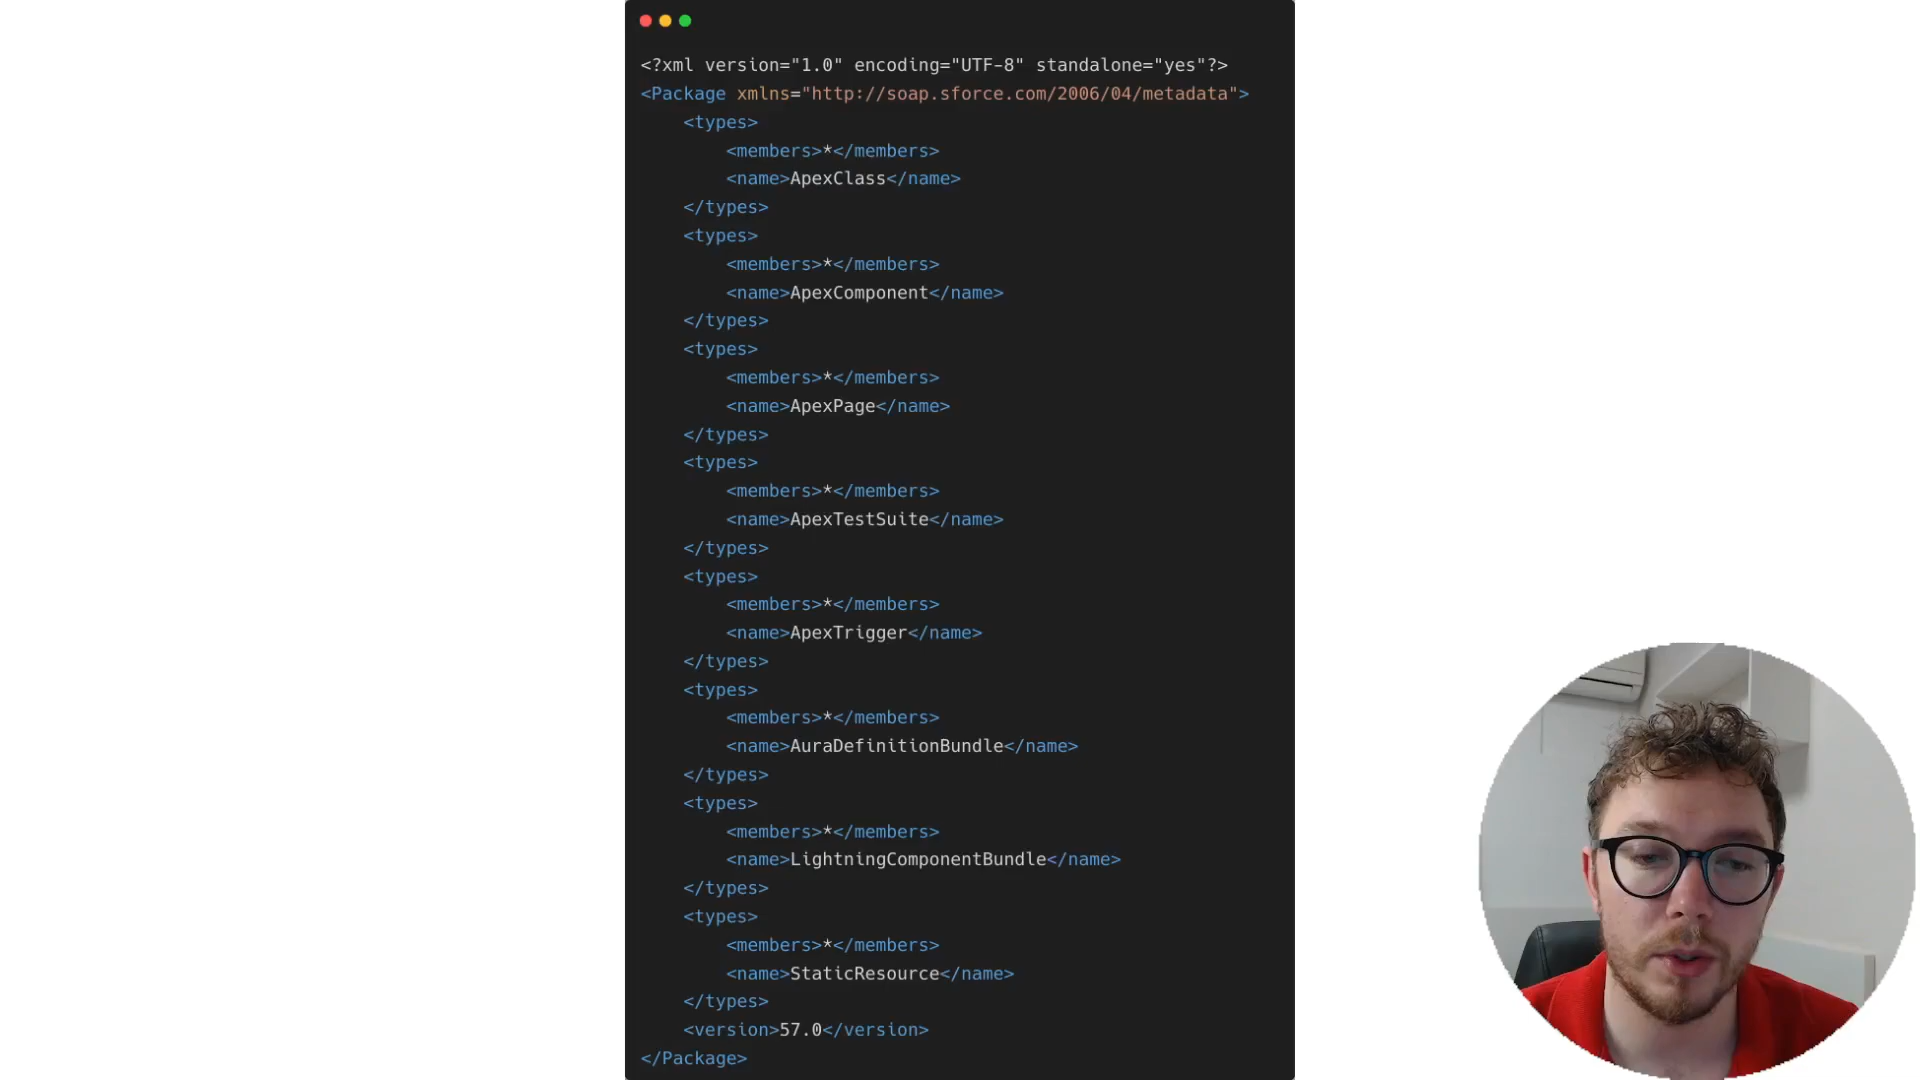 <?xml version="1.0" encoding="UTF-8" standalone="yes"?>
<Package xmlns="http://soap.sforce.com/2006/04/metadata">
    <types>
        <members>*</members>
        <name>ApexClass</name>
    </types>
    <types>
        <members>*</members>
        <name>ApexComponent</name>
    </types>
    <types>
        <members>*</members>
        <name>ApexPage</name>
    </types>
    <types>
        <members>*</members>
        <name>ApexTestSuite</name>
    </types>
    <types>
        <members>*</members>
        <name>ApexTrigger</name>
    </types>
    <types>
        <members>*</members>
        <name>AuraDefinitionBundle</name>
    </types>
    <types>
        <members>*</members>
        <name>LightningComponentBundle</name>
    </types>
    <types>
        <members>*</members>
        <name>StaticResource</name>
    </types>
    <version>57.0</version>
</Package>